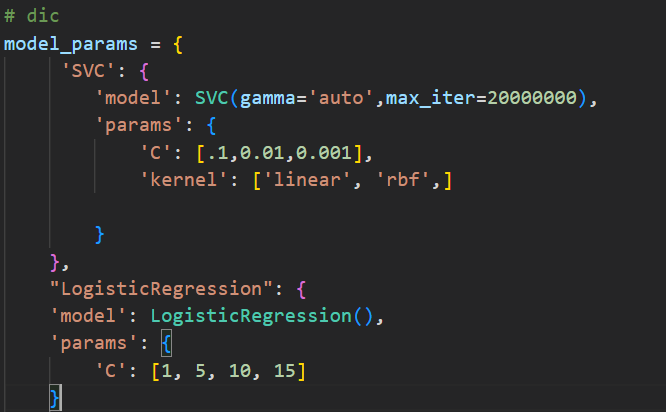 # dic
model_params = {
'SVC': {
'model': SVC(gamma='auto',max_iter=20000000),
'params': {
'C': [.1,0.01,0.001],
'kernel': ['linear', 'rbf',]
}
},
"LogisticRegression": {
'model': LogisticRegression(),
'params': {
'C': [1, 5, 10, 15]
}